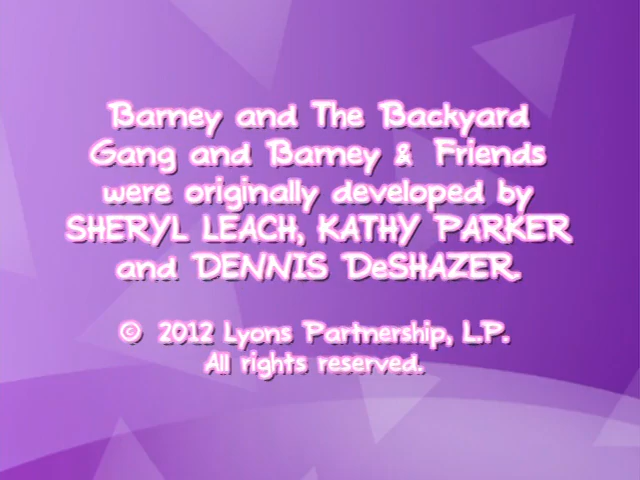 Barney and The Backyard
Gang and Barney & Friends
were originally developed by
SHERYL LEACH, KATHY PARKER
and DENNIS DeSHAZER.
© 2012 Lyons Partnership, L.P.
All rights reserved.